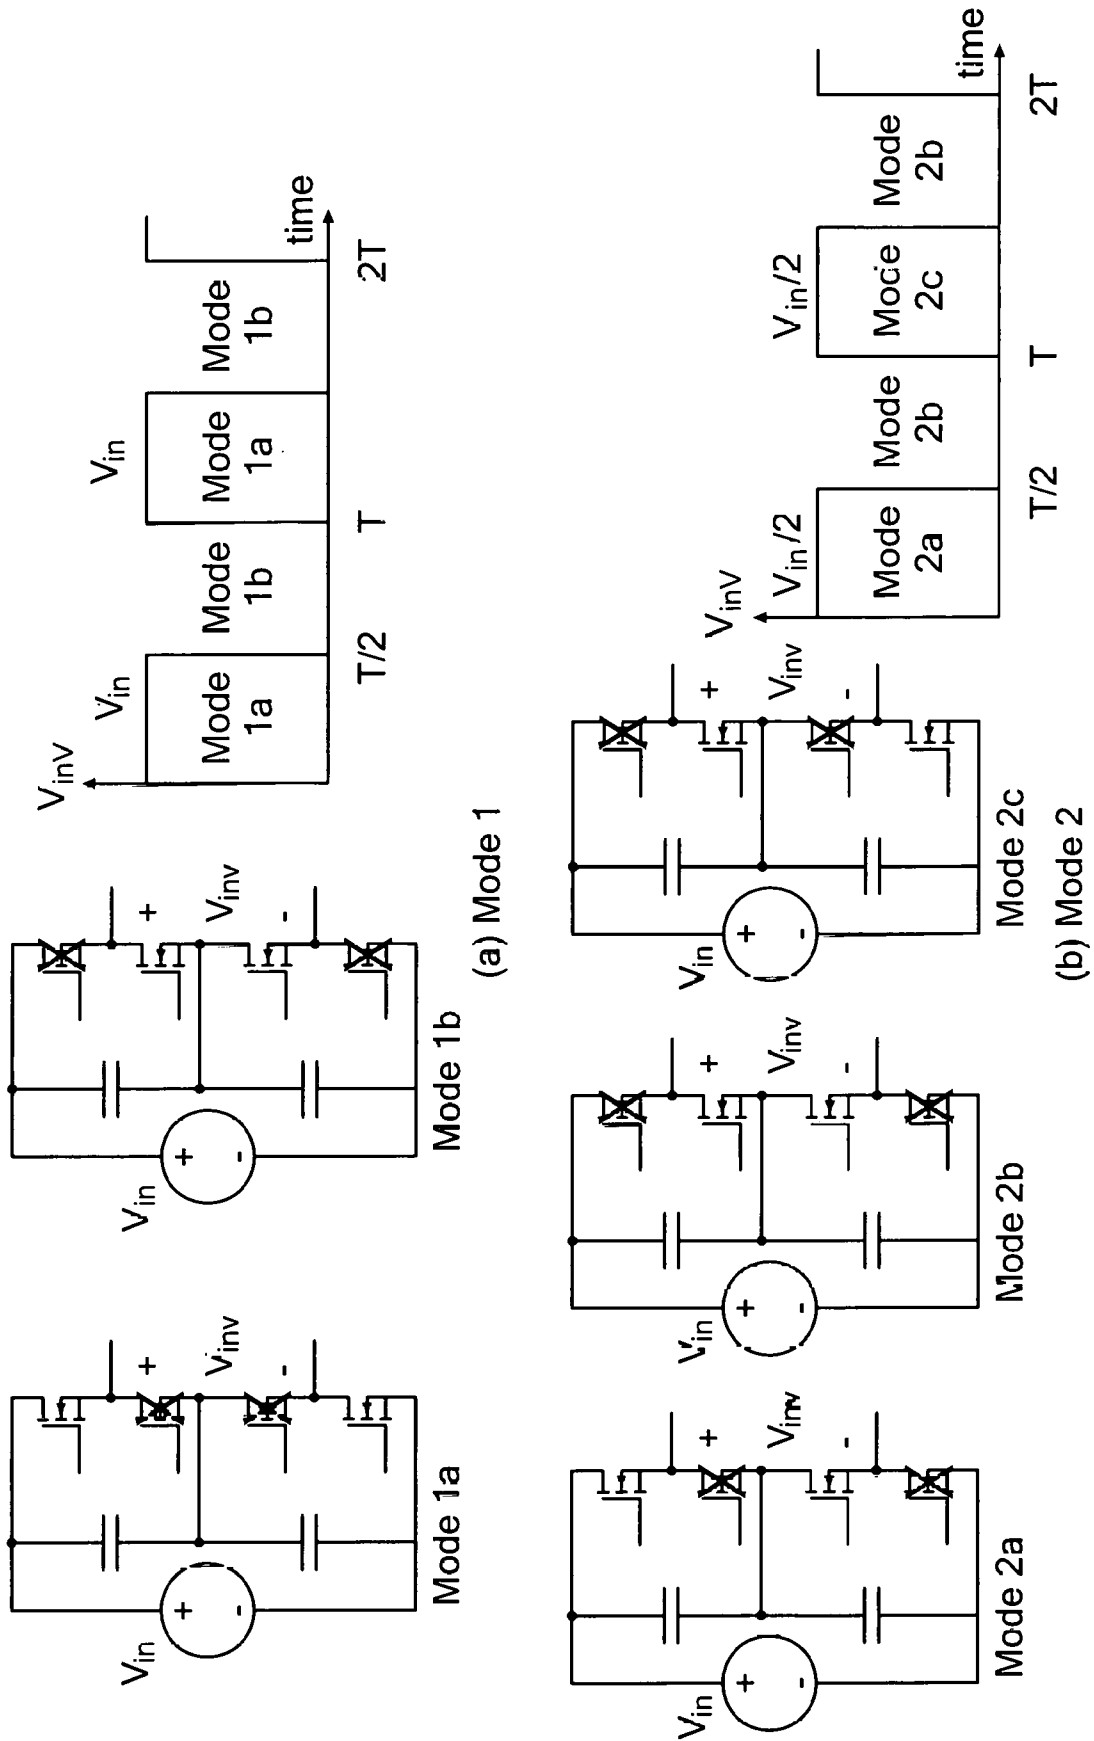 Vin
+
-
Vinv
+
-
Mode 1a
Vin
+
-
Vinv
+
-
Mode 1b
VinV
Vin
Mode
1a
Mode
1b
Vin
Mode
1a
Mode
1b
T/2
T
2T
time
(a) Mode 1
Vin
+
-
Vinv
+
-
Mode 2a
Vin
+
-
Vinv
+
-
Mode 2b
Vin
+
-
Vinv
+
-
Mode 2c
VinV
Vin/2
Mode
2a
Mode
2b
Vin/2
Mode
2c
Mode
2b
T/2
T
2T
time
(b) Mode 2